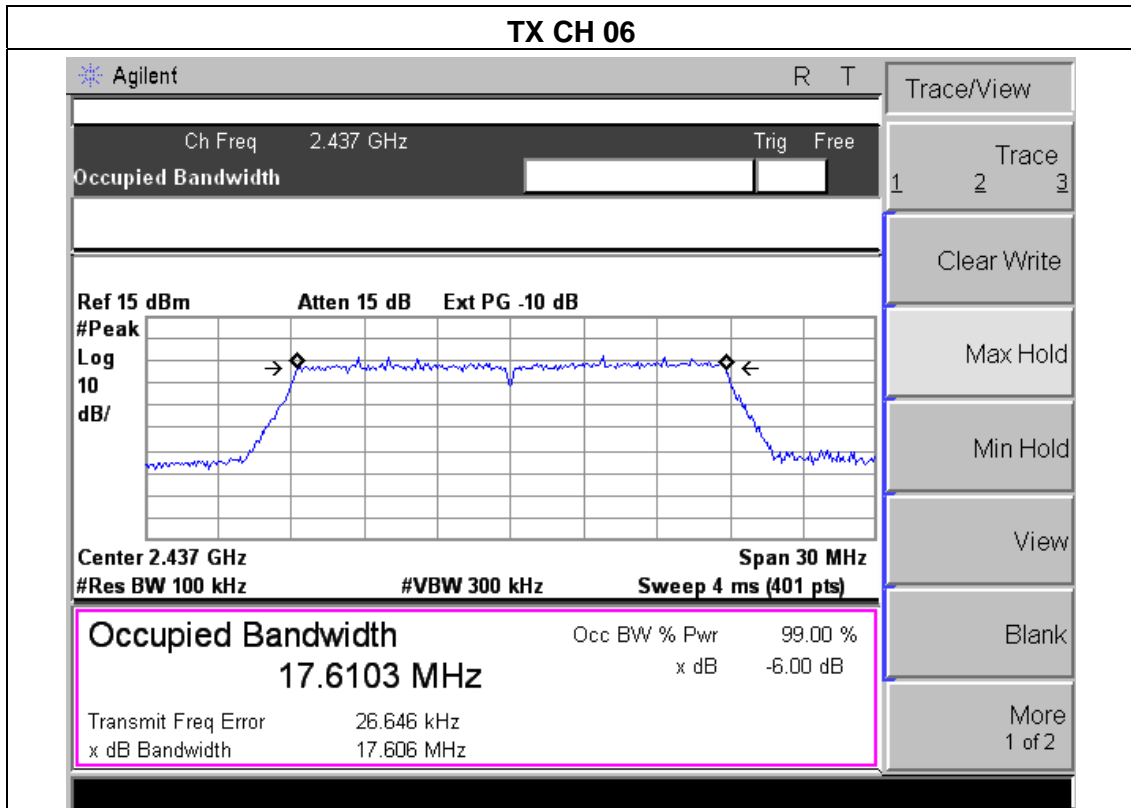 TX CH 06
Agilent R T
Trace/View
Ch Freq 2.437 GHz Trig Free
Occupied Bandwidth
Trace
1 2 3
Clear Write
Ref 15 dBm Atten 15 dB Ext PG -10 dB
#Peak
Log
10
dB/
Max Hold
Min Hold
View
Center 2.437 GHz Span 30 MHz
#Res BW 100 kHz #VBW 300 kHz Sweep 4 ms (401 pts)
Occupied Bandwidth
17.6103 MHz
Occ BW % Pwr 99.00 %
x dB -6.00 dB
Transmit Freq Error 26.646 kHz
x dB Bandwidth 17.606 MHz
Blank
More
1 of 2